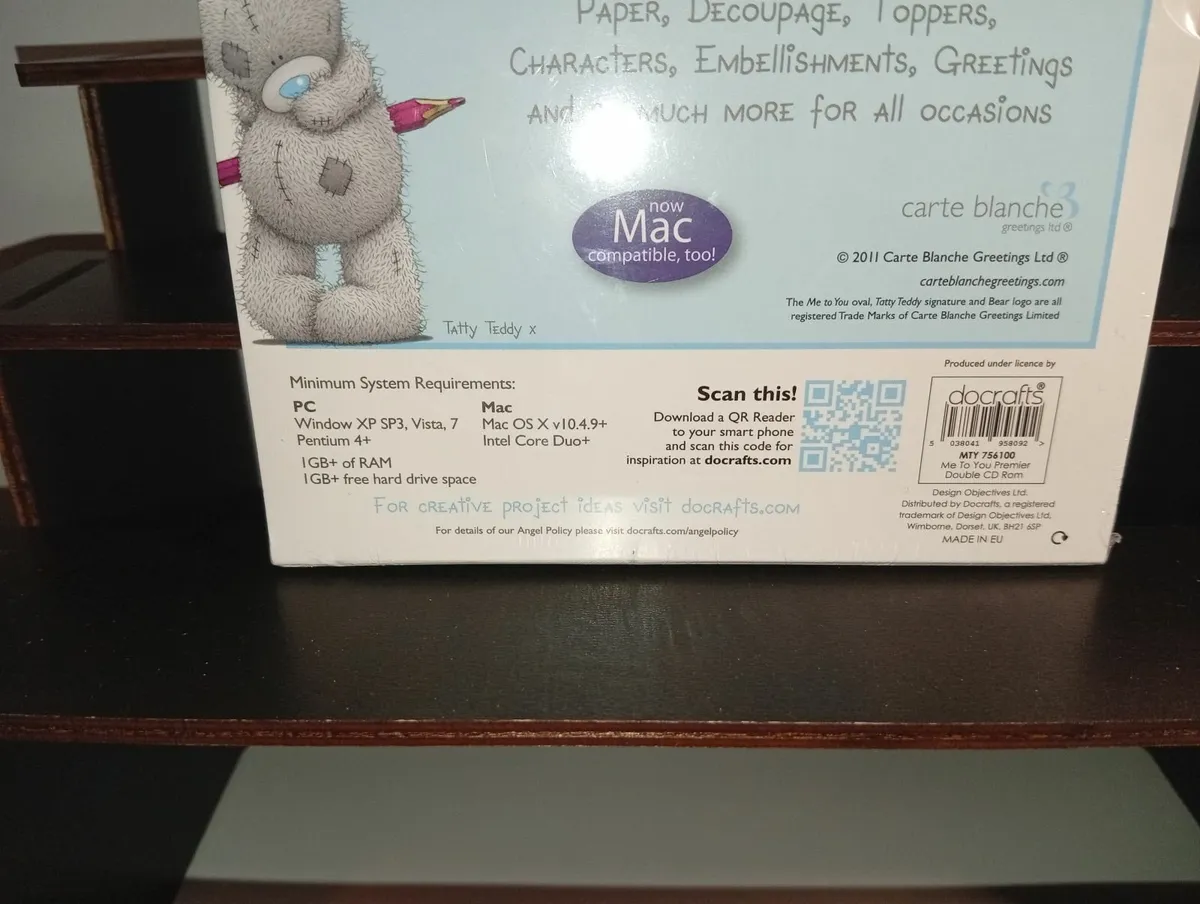 PAPER, DECOUPAGE, TOPPERS,
CHARACTERS, EMBELLISHMENTS, GREETINGS
AND MUCH MORE FOR ALL OCCASIONS
now
Mac
compatible, too!
carte blanche
greetings ltd ®
© 2011 Carte Blanche Greetings Ltd ®
carteblanchegreetings.com
The Me to You oval, Tatty Teddy signature and Bear logo are all
registered Trade Marks of Carte Blanche Greetings Limited
Tatty Teddy x
Minimum System Requirements:
PC
Window XP SP3, Vista, 7
Pentium 4+
1GB+ of RAM
1GB+ free hard drive space
Mac
Mac OS X v10.4.9+
Intel Core Duo+
Scan this!
Download a QR Reader
to your smart phone
and scan this code for
inspiration at docrafts.com
Produced under licence by
docrafts®
5 038041 958092 >
MTY 756100
Me To You Premier
Double CD Rom
Design Objectives Ltd.
Distributed by Docrafts, a registered
trademark of Design Objectives Ltd,
Wimborne, Dorset, UK, BH21 6SP
MADE IN EU
FOR CREATIVE PROJECT IDEAS VISIT DOCRAFTS.COM
For details of our Angel Policy please visit docrafts.com/angelpolicy